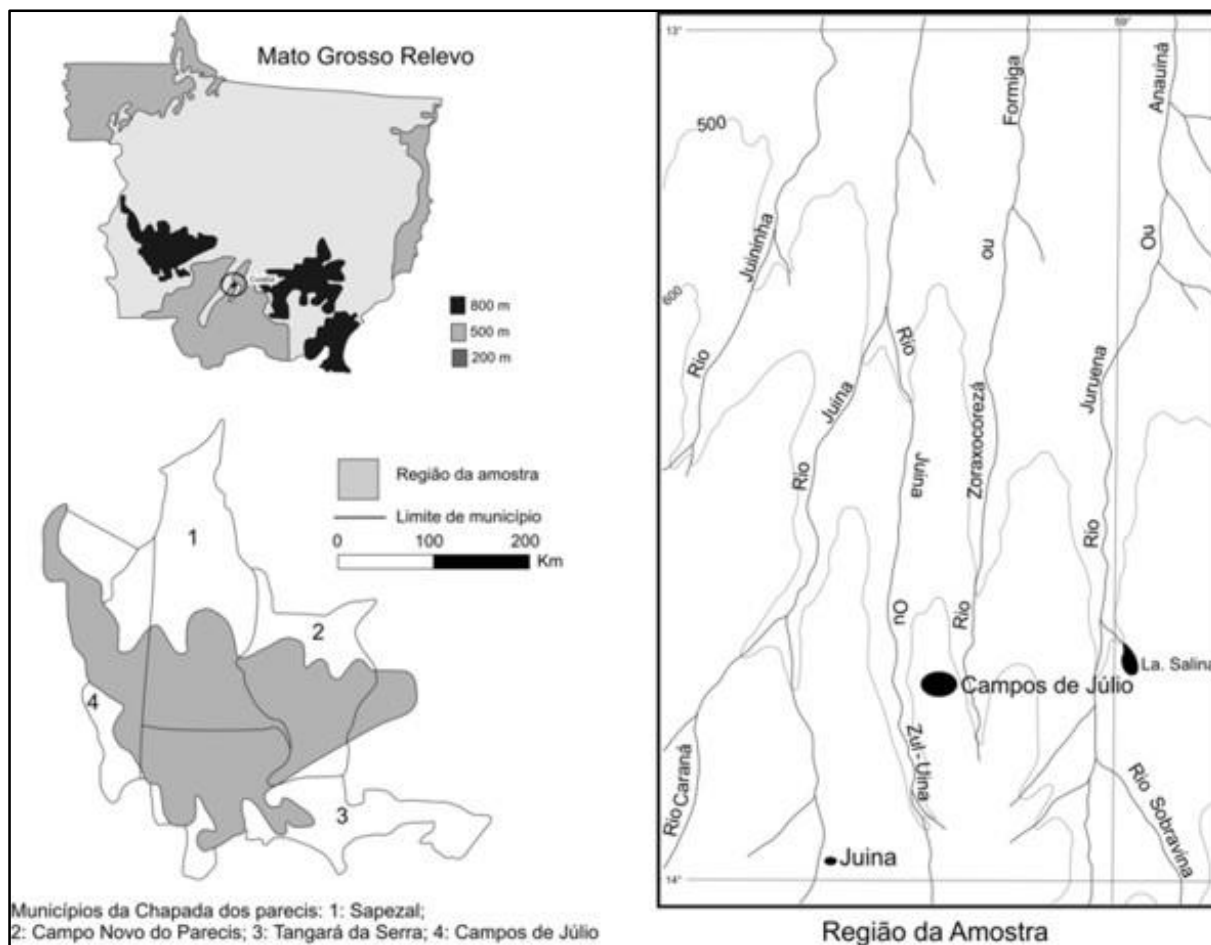 Mato Grosso Relevo
800 m
500 m
200 m
Região da amostra
Limite de município
0 100 200
Km
1
2
3
4
Municípios da Chapada dos parecis: 1: Sapezal;
2: Campo Novo do Parecis; 3: Tangará da Serra; 4: Campos de Júlio
59°
13°
500
600
Rio Juininha
Rio Juina
Rio Juina Ou Zui-Uina
Rio Zoraxocorezá ou Formiga
Rio Juruena Ou Anauiná
La. Salina
Campos de Júlio
Rio Caraná
Rio Sobravina
Juina
14°
Região da Amostra